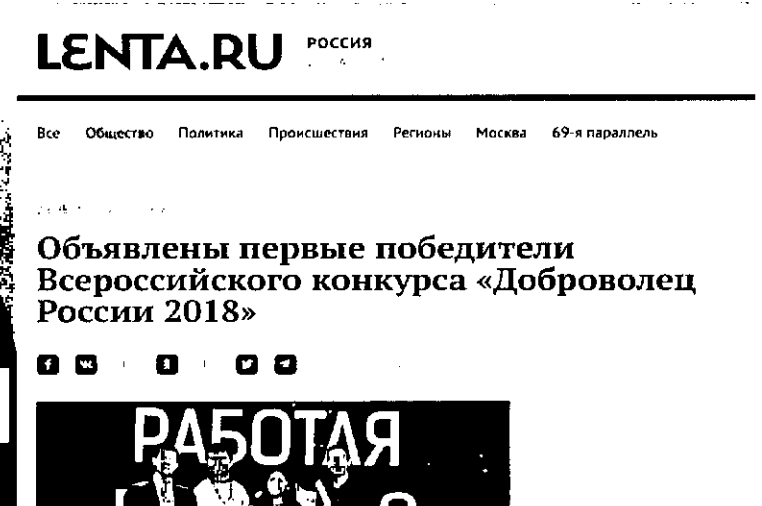 LENTA.RU РОССИЯ
Все Общество Политика Происшествия Регионы Москва 69-я параллель
Объявлены первые победители
Всероссийского конкурса «Доброволец
России 2018»
РАБОТАЯ